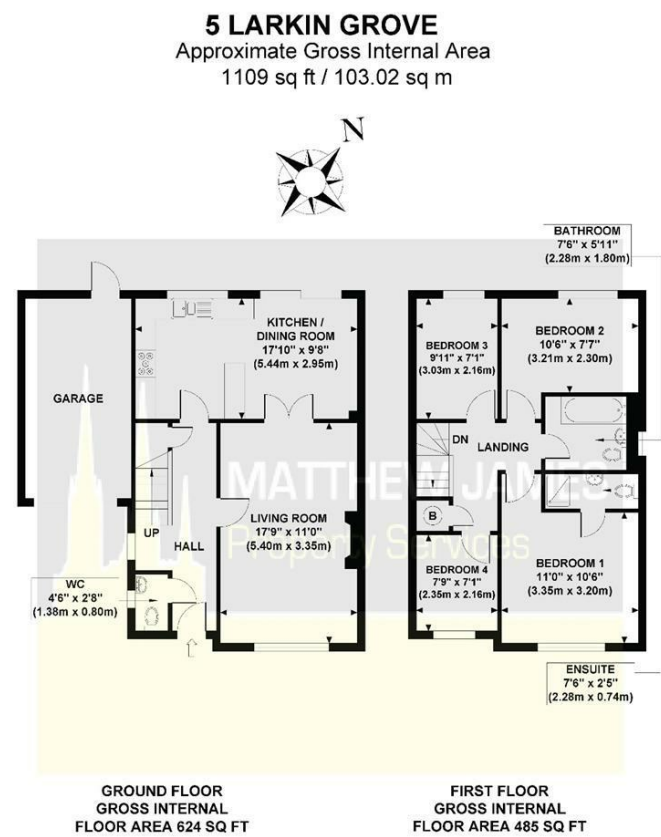 5 LARKIN GROVE
Approximate Gross Internal Area
1109 sq ft / 103.02 sq m
N
BATHROOM
7'6" x 5'11"
(2.28m x 1.80m)
KITCHEN /
DINING ROOM
17'10" x 9'8"
(5.44m x 2.95m)
BEDROOM 3
9'11" x 7'1"
(3.03m x 2.16m)
BEDROOM 2
10'6" x 7'7"
(3.21m x 2.30m)
GARAGE
DN
LANDING
MATTHEW JAMES
Property Services
LIVING ROOM
17'9" x 11'0"
(5.40m x 3.35m)
UP
HALL
B
WC
4'6" x 2'8"
(1.38m x 0.80m)
BEDROOM 4
7'9" x 7'1"
(2.35m x 2.16m)
BEDROOM 1
11'0" x 10'6"
(3.35m x 3.20m)
ENSUITE
7'6" x 2'5"
(2.28m x 0.74m)
GROUND FLOOR
GROSS INTERNAL
FLOOR AREA 624 SQ FT
FIRST FLOOR
GROSS INTERNAL
FLOOR AREA 485 SQ FT